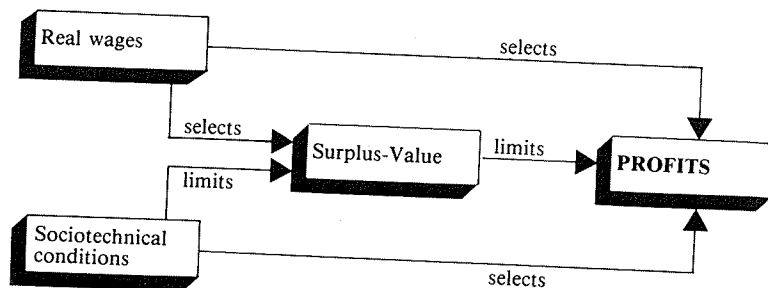 Real wages
selects
selects
Surplus-Value
limits
PROFITS
limits
Sociotechnical
conditions
selects